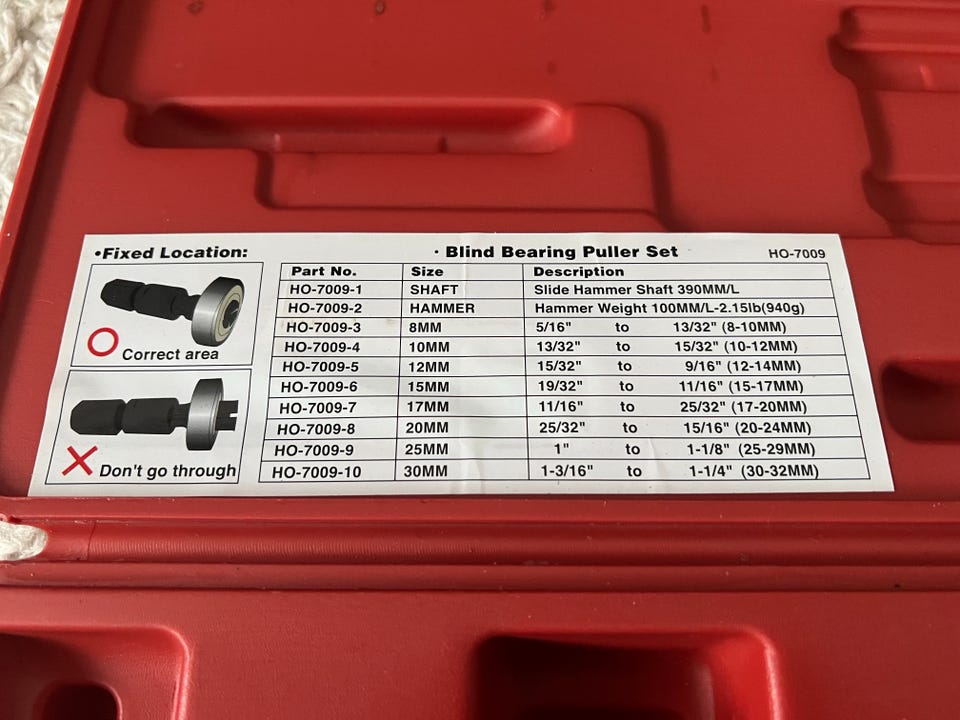 •Fixed Location:
Correct area
Don't go through
· Blind Bearing Puller Set HO-7009
Part No. Size Description
HO-7009-1 SHAFT Slide Hammer Shaft 390MM/L
HO-7009-2 HAMMER Hammer Weight 100MM/L-2.15lb(940g)
HO-7009-3 8MM 5/16" to 13/32" (8-10MM)
HO-7009-4 10MM 13/32" to 15/32" (10-12MM)
HO-7009-5 12MM 15/32" to 9/16" (12-14MM)
HO-7009-6 15MM 19/32" to 11/16" (15-17MM)
HO-7009-7 17MM 11/16" to 25/32" (17-20MM)
HO-7009-8 20MM 25/32" to 15/16" (20-24MM)
HO-7009-9 25MM 1" to 1-1/8" (25-29MM)
HO-7009-10 30MM 1-3/16" to 1-1/4" (30-32MM)